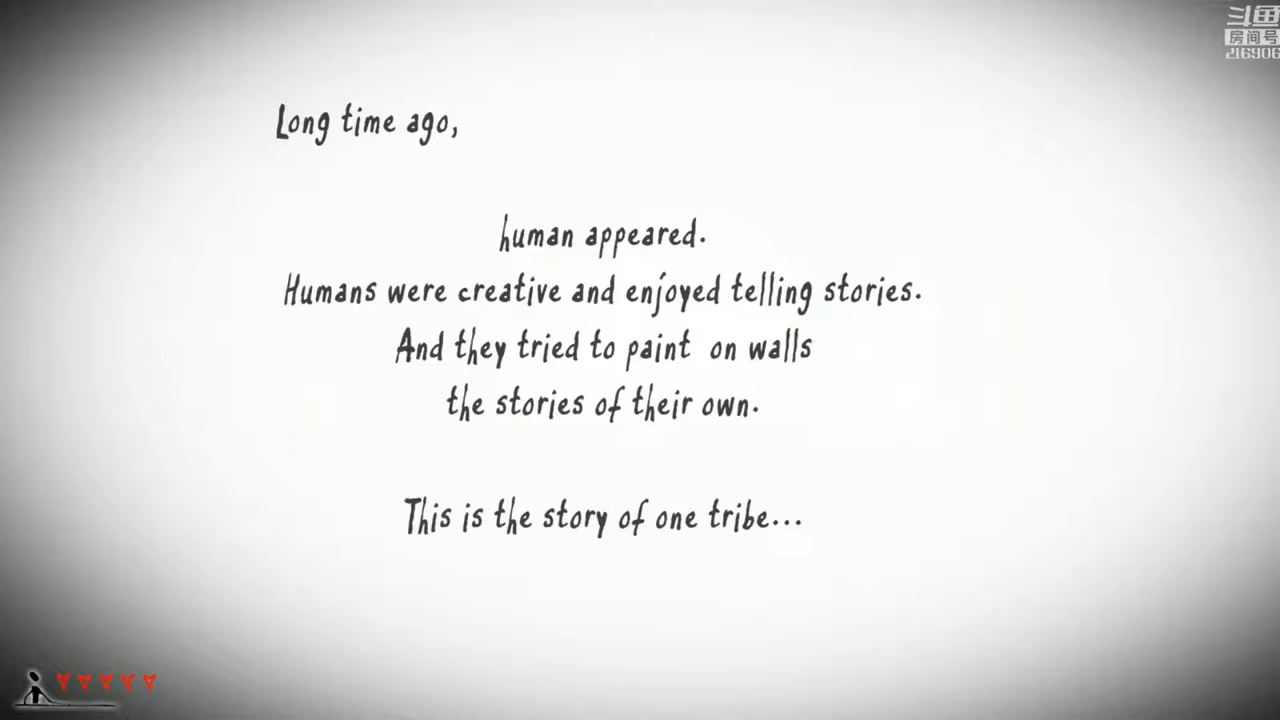 斗鱼
房间号
216906
Long time ago,
human appeared.
Humans were creative and enjoyed telling stories.
And they tried to paint on walls
the stories of their own.
This is the story of one tribe...